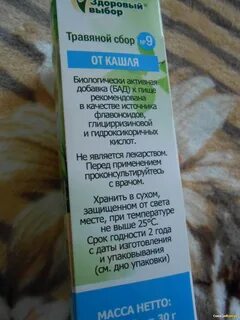 Здоровый
выбор
Травяной сбор №9
ОТ КАШЛЯ
Биологически активная
добавка (БАД) к пище
рекомендована
в качестве источника
флавоноидов,
глицирризиновой
и гидроксикоричных
кислот.
Не является лекарством.
Перед применением
проконсультируйтесь
с врачом.
Хранить в сухом,
защищенном от света
месте, при температуре
не выше 25°С.
Срок годности 2 года
с даты изготовления
и упаковывания
(см. дно упаковки)
МАССА НЕТТО:
30 г